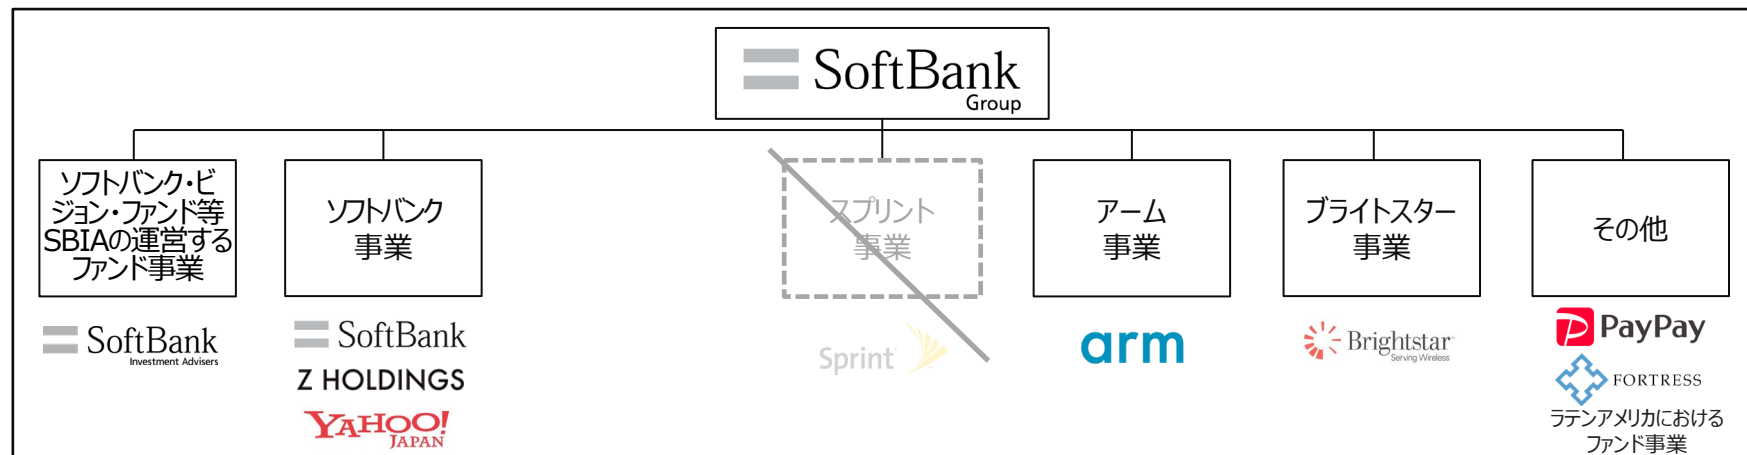 SoftBank
Group
ソフトバンク・ビ
ジョン・ファンド等
SBIAの運営する
ファンド事業
ソフトバンク
事業
スプリント
事業
アーム
事業
ブライトスター
事業
その他
SoftBank
Investment Advisers
SoftBank
Z HOLDINGS
YAHOO!
JAPAN
Sprint
arm
Brightstar
Serving Wireless
PayPay
FORTRESS
ラテンアメリカにおける
ファンド事業